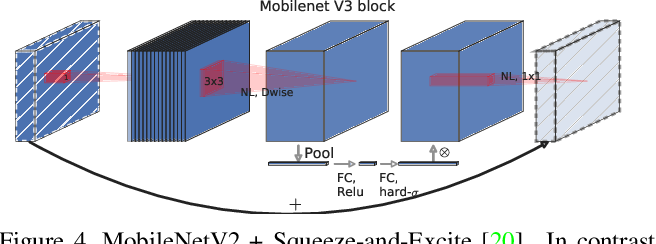 Mobilenet V3 block
3x3
NL, Dwise
NL, 1x1
Pool
⊗
FC,
Relu
FC,
hard-σ
+
Figure 4. MobileNetV2 + Squeeze-and-Excite [20]. In contrast